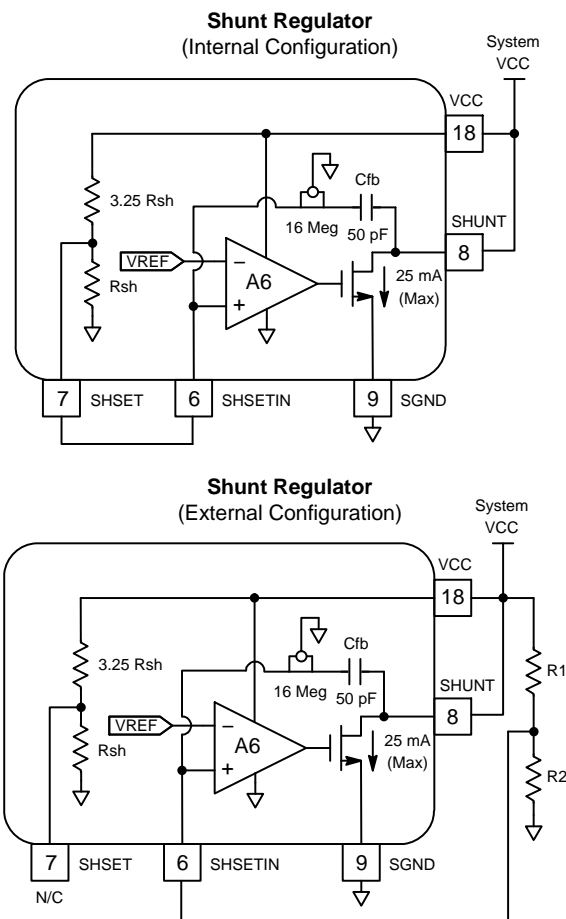 Shunt Regulator
(Internal Configuration)
System
VCC
VCC
18
3.25 Rsh
Cfb
16 Meg
50 pF
SHUNT
8
VREF
Rsh
A6
−
+
25 mA
(Max)
7
SHSET
6
SHSETIN
9
SGND
Shunt Regulator
(External Configuration)
System
VCC
VCC
18
3.25 Rsh
Cfb
16 Meg
50 pF
R1
SHUNT
8
VREF
Rsh
A6
−
+
25 mA
(Max)
R2
7
SHSET
6
SHSETIN
9
SGND
N/C